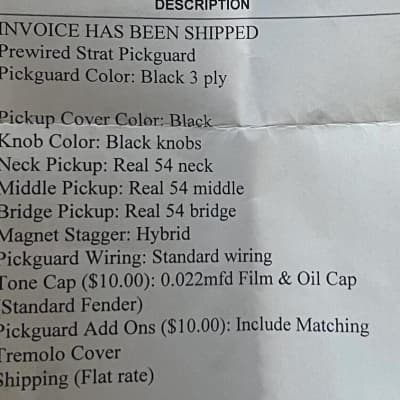 DESCRIPTION
INVOICE HAS BEEN SHIPPED
Prewired Strat Pickguard
Pickguard Color: Black 3 ply
Pickup Cover Color: Black
Knob Color: Black knobs
Neck Pickup: Real 54 neck
Middle Pickup: Real 54 middle
Bridge Pickup: Real 54 bridge
Magnet Stagger: Hybrid
Pickguard Wiring: Standard wiring
Tone Cap ($10.00): 0.022mfd Film & Oil Cap
(Standard Fender)
Pickguard Add Ons ($10.00): Include Matching
Tremolo Cover
Shipping (Flat rate)